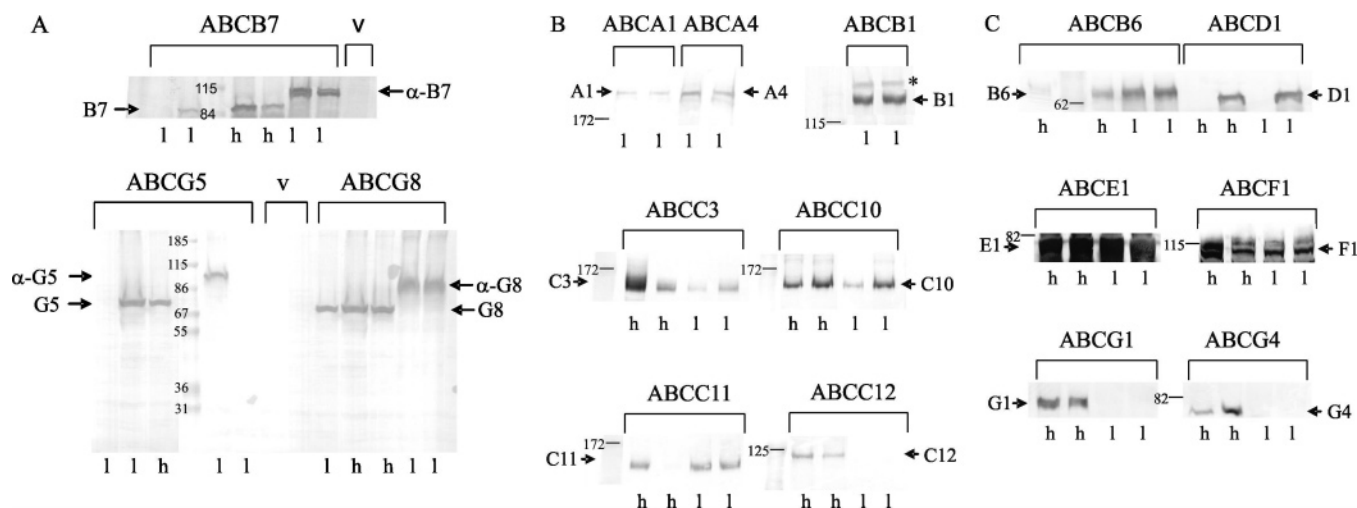 A
ABCB7 v
B7 115 84 α-B7
l l h h l l
ABCG5 v ABCG8
185
115
α-G5 86 α-G8
G5 67 G8
55
36
31
l l h l l l h h l l
B
ABCA1 ABCA4 ABCB1
A1 172 A4 115 * B1
l l l l l l
ABCC3 ABCC10
172 C3 172 C10
h h l l h h l l
ABCC11 ABCC12
172 C11 125 C12
h h l l h h l l
C
ABCB6 ABCD1
B6 62 D1
h h l l h h l l
ABCE1 ABCF1
82 E1 115 F1
h h l l h h l l
ABCG1 ABCG4
G1 82 G4
h h l l h h l l